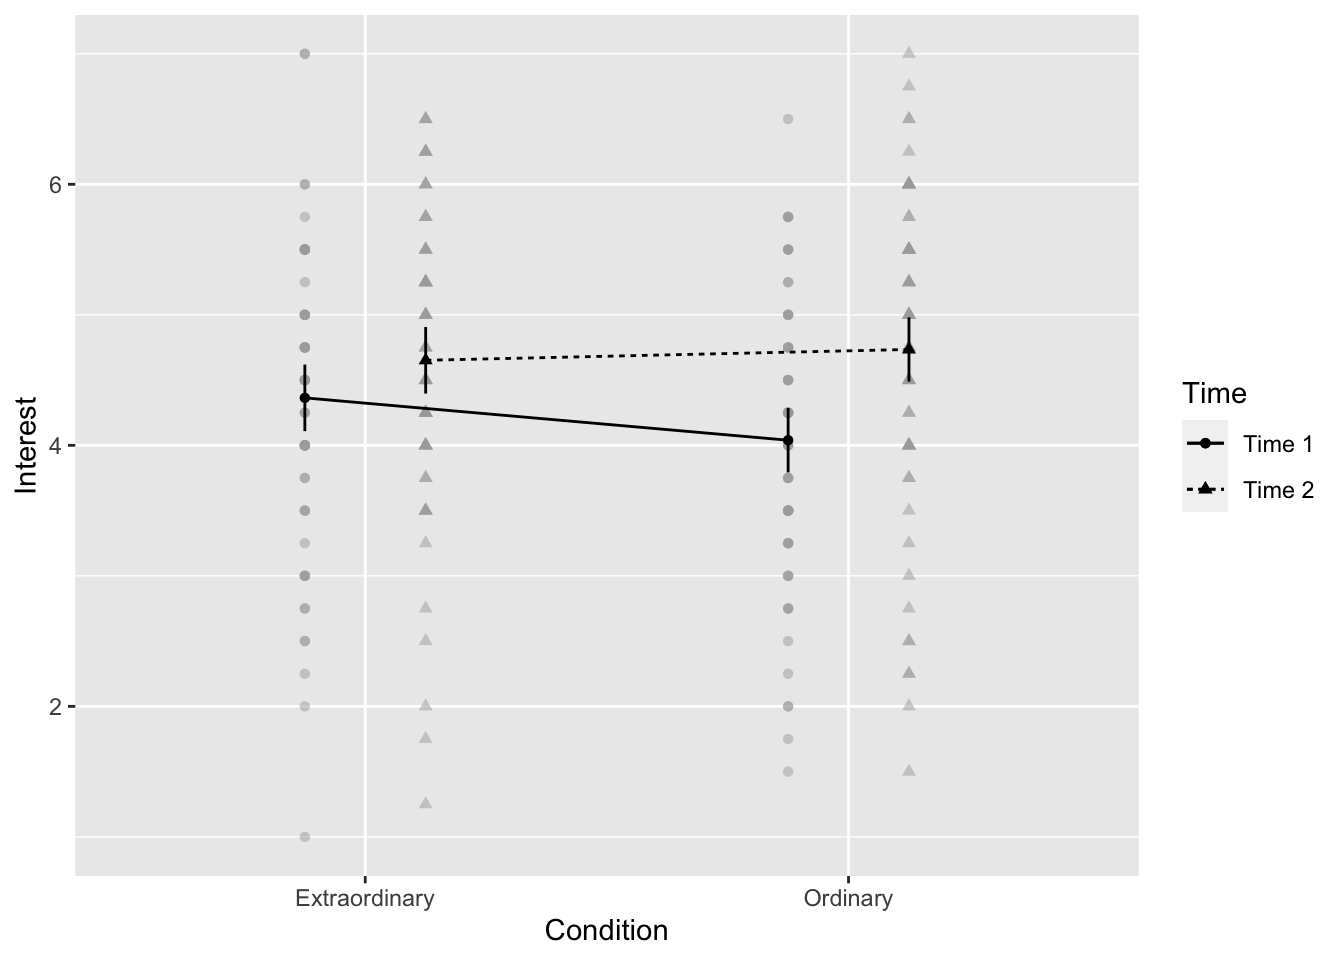 6
4
2
Interest
Extraordinary
Ordinary
Condition
Time
Time 1
Time 2